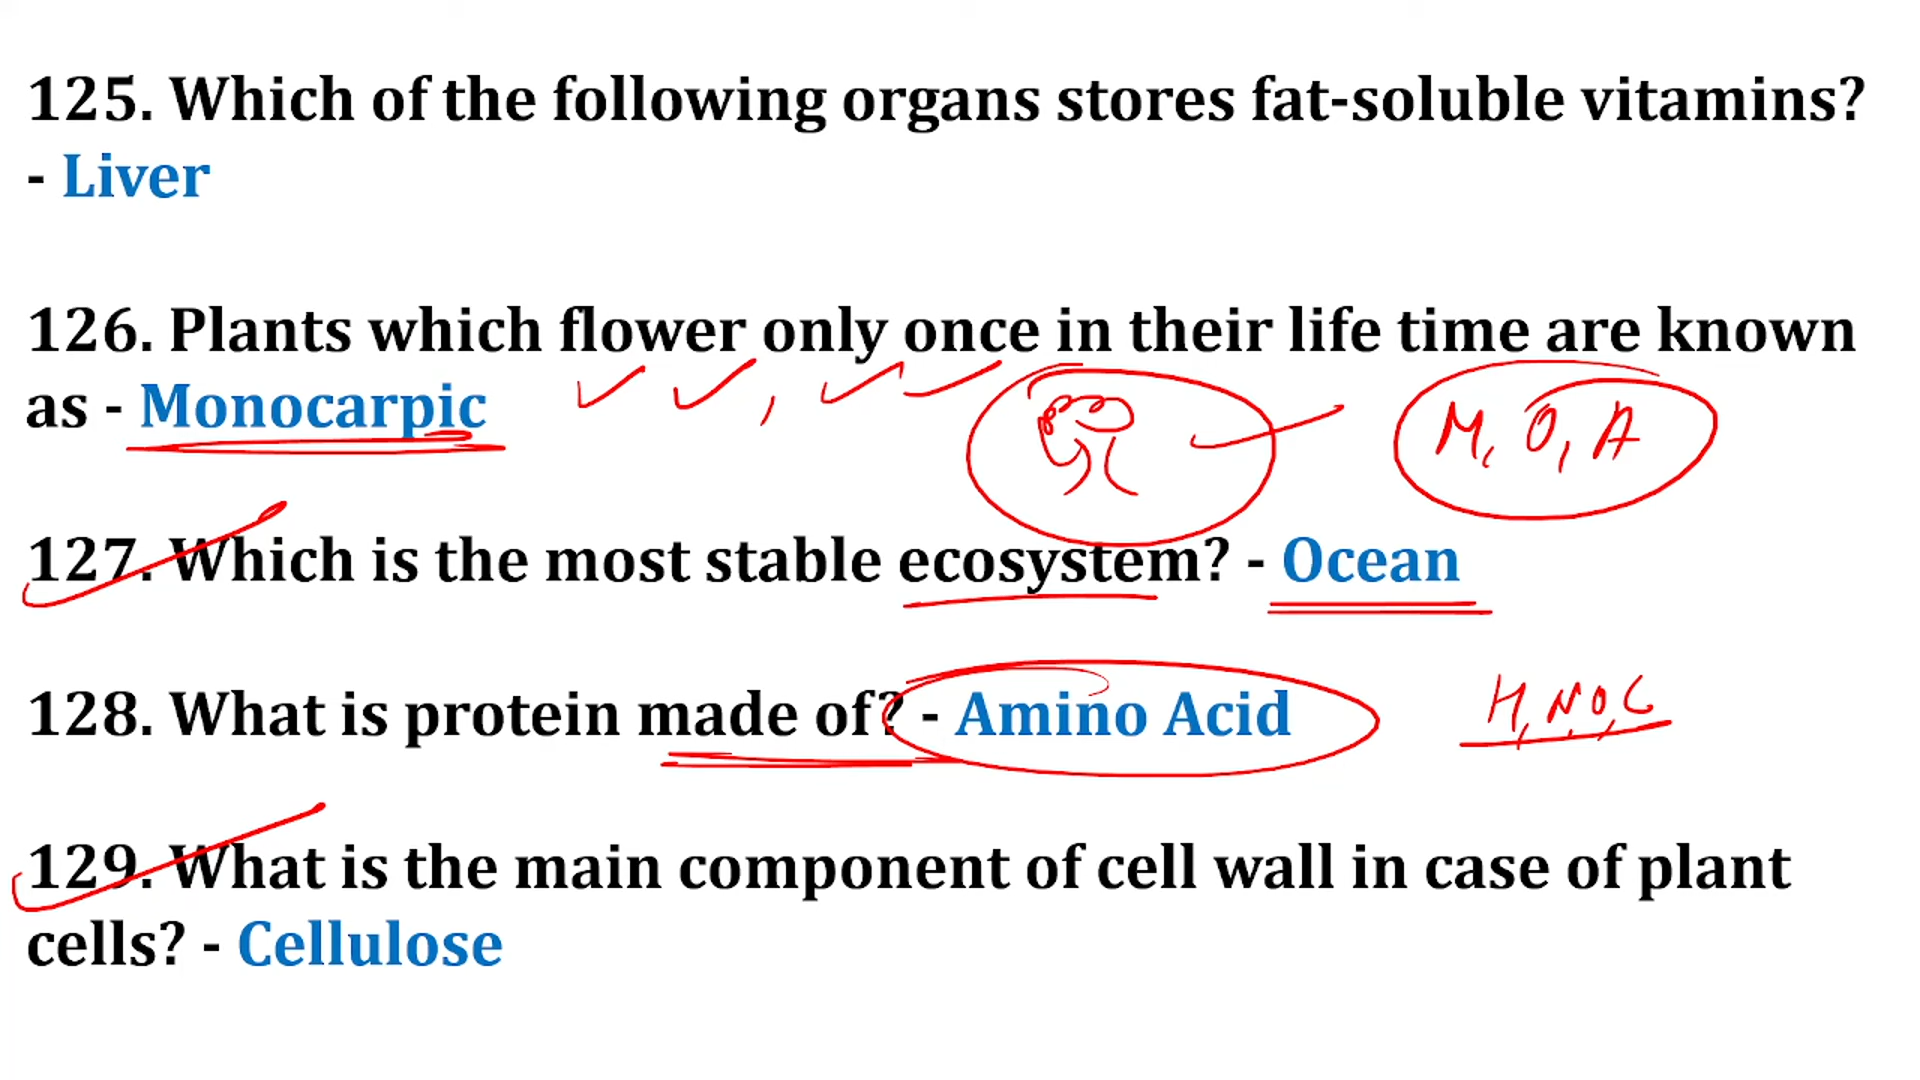 125. Which of the following organs stores fat-soluble vitamins?
- Liver
126. Plants which flower only once in their life time are known
as - Monocarpic
M, O, A
127. Which is the most stable ecosystem? - Ocean
128. What is protein made of? - Amino Acid
H, N, O, C
129. What is the main component of cell wall in case of plant
cells? - Cellulose